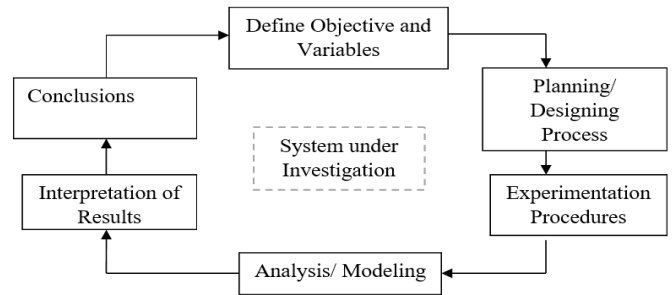 Define Objective and
Variables
Planning/
Designing
Process
Experimentation
Procedures
Analysis/ Modeling
Interpretation of
Results
Conclusions
System under
Investigation